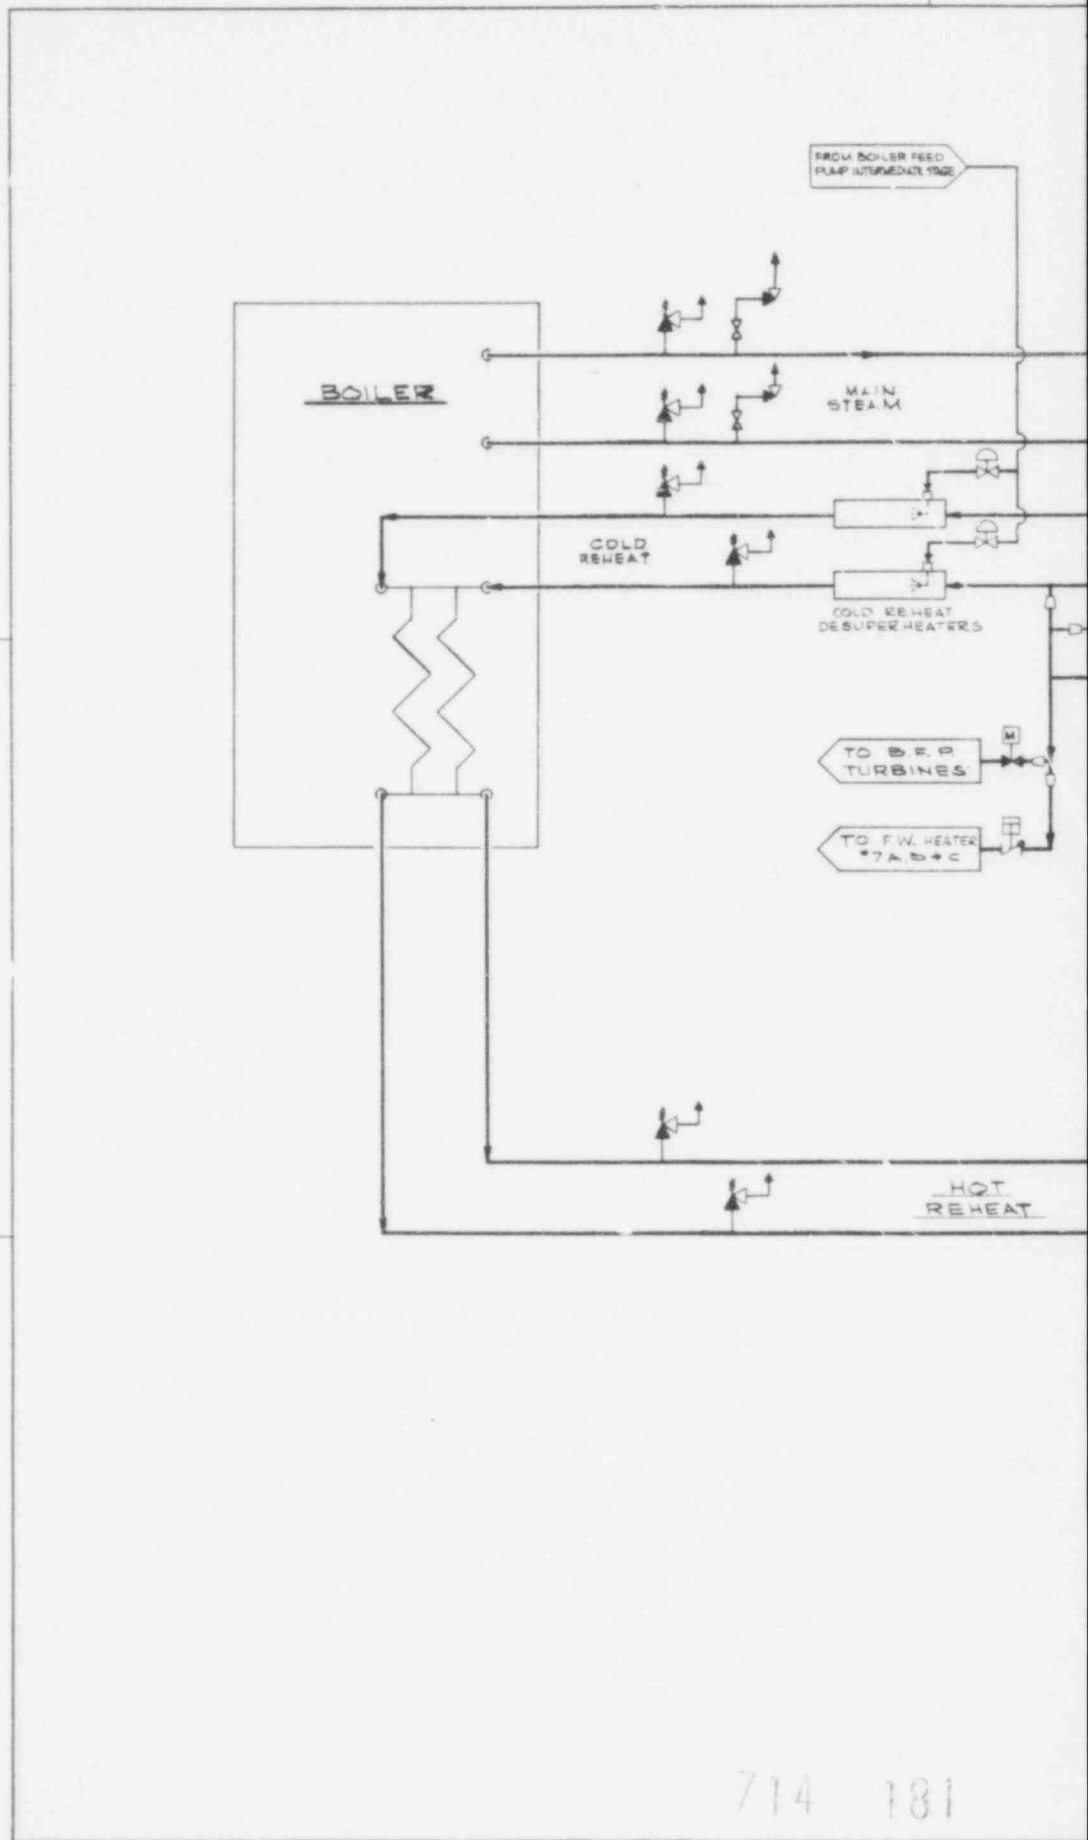 FROM BOILER FEED
PUMP INTERMEDIATE STAGE
BOILER
MAIN
STEAM
COLD
REHEAT
COLD REHEAT
DESUPERHEATERS
M
TO B.F.P.
TURBINES
T
TO F.W. HEATER
#7A, B & C
HOT
REHEAT
714 181